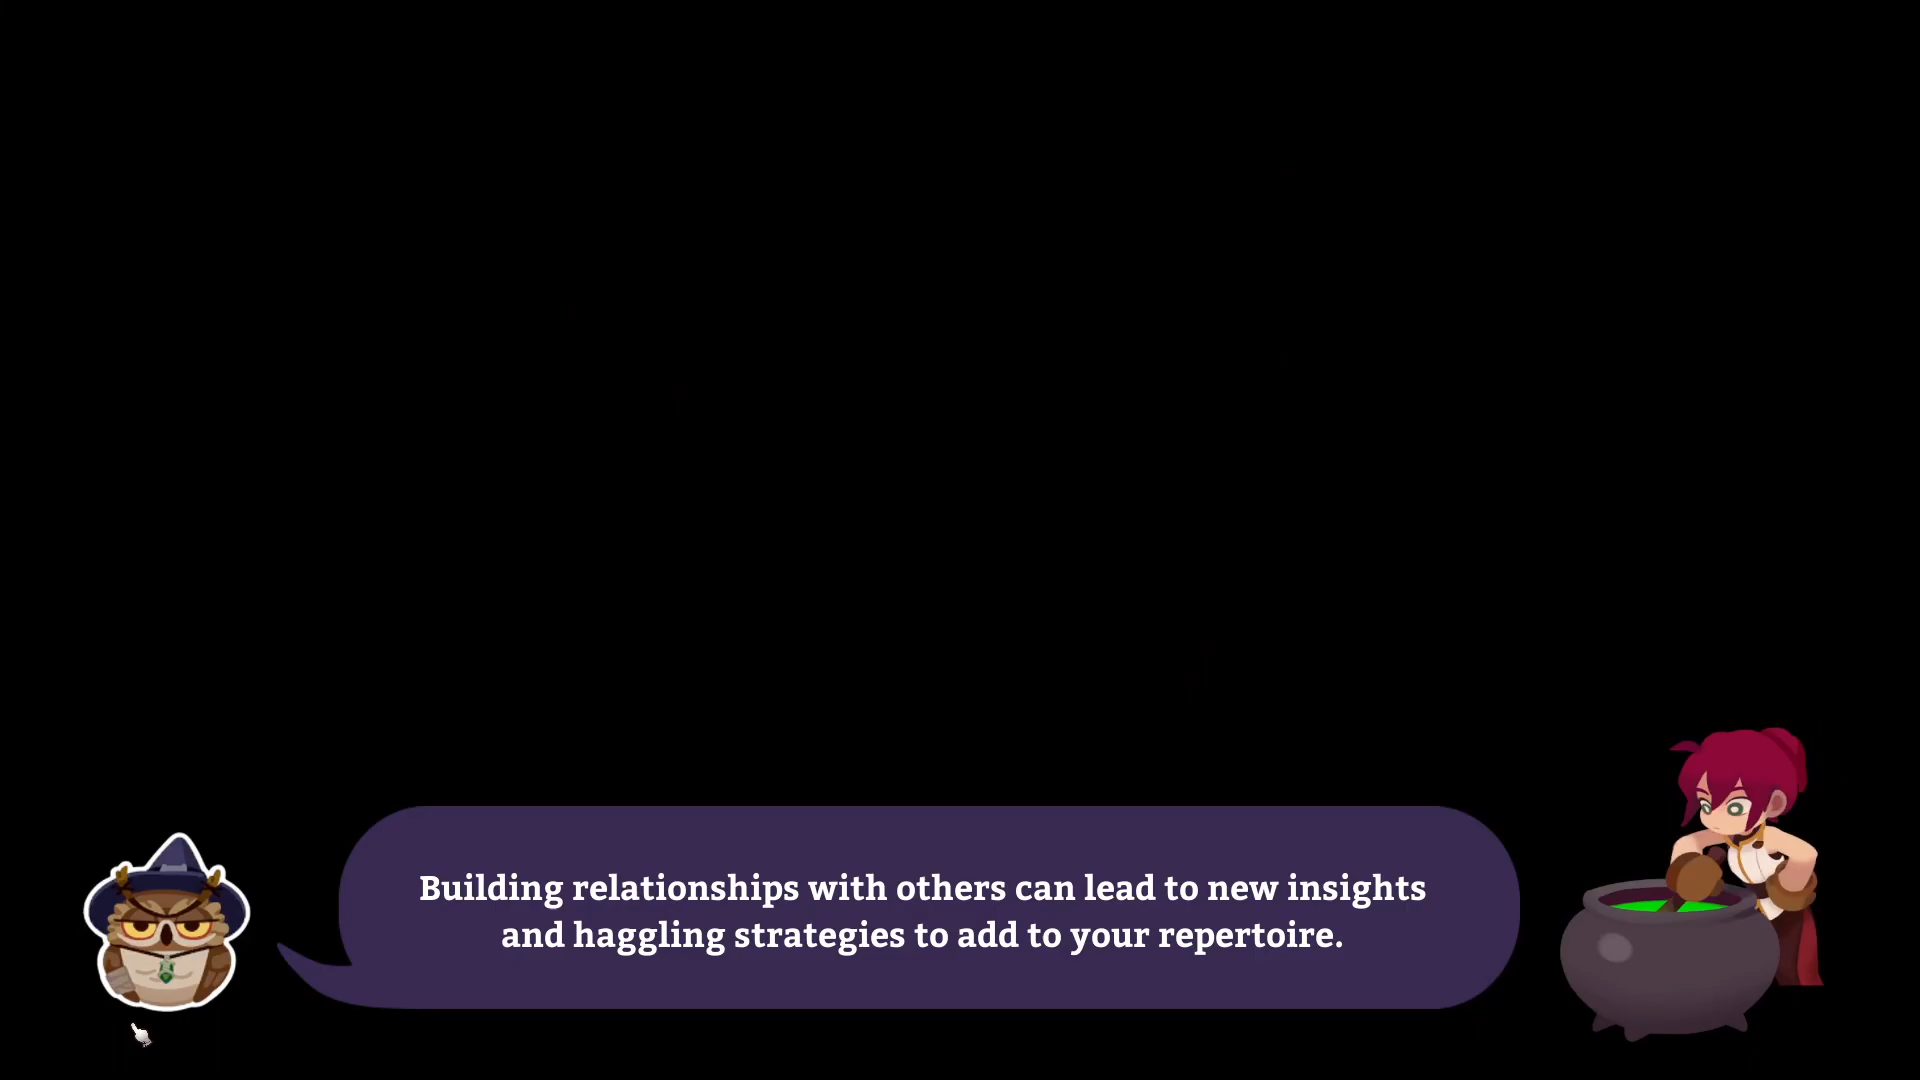 Building relationships with others can lead to new insights
and haggling strategies to add to your repertoire.